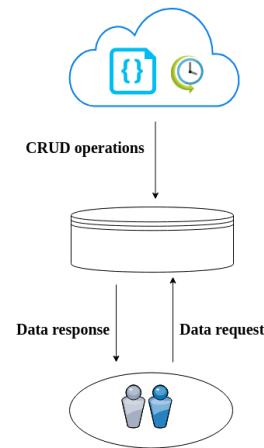 {}
CRUD operations
Data response
Data request